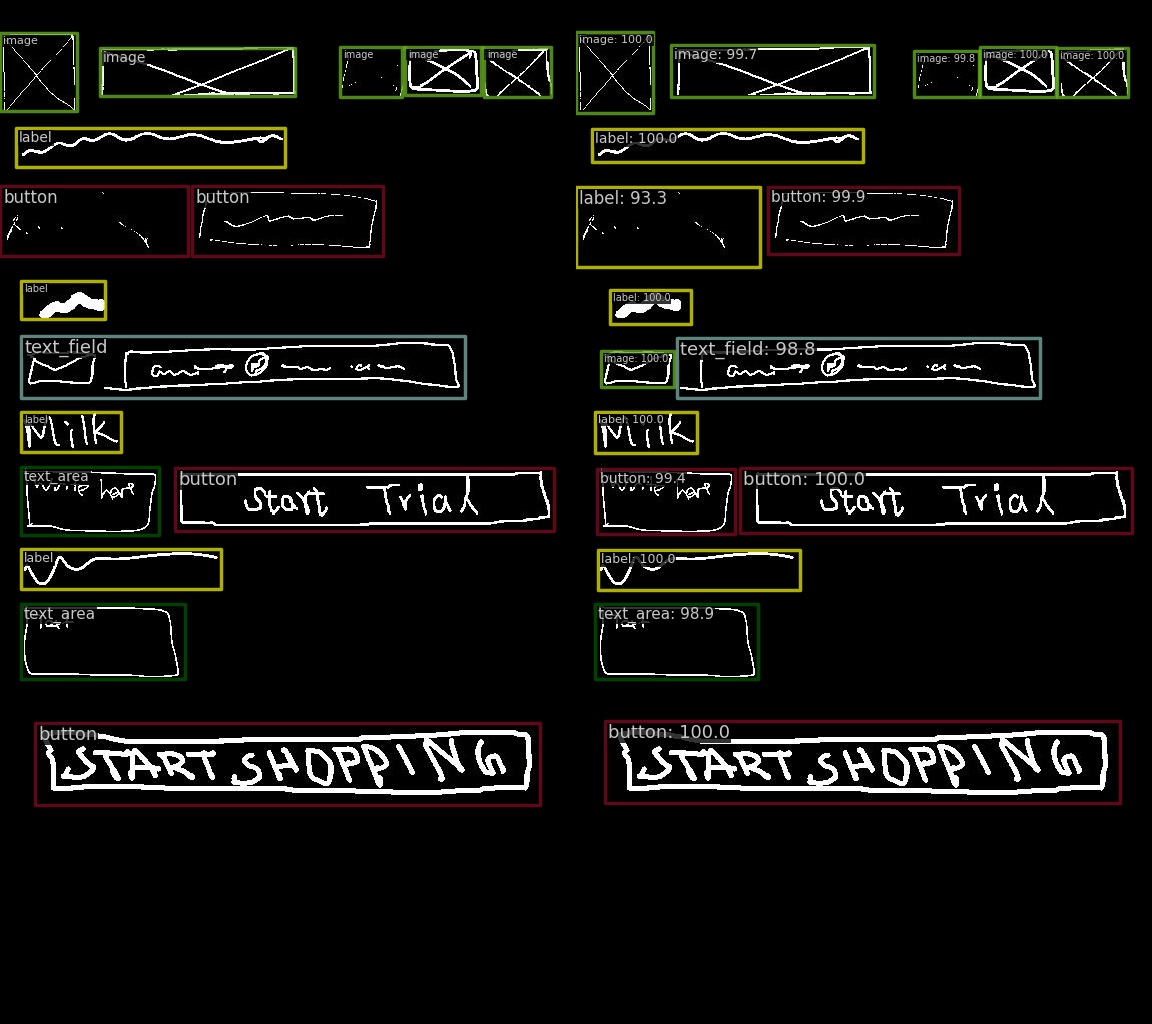 image image image image image image: 100.0 image: 99.7 image: 99.8 image: 100.0 image: 100.0
label label: 100.0
button button label: 93.3 button: 99.9
label label: 100.0
text_field image: 100.0 text_field: 98.8
label label: 100.0
Milk Milk
text_area button button: 99.4 button: 100.0
here Start Trial here Start Trial
label label: 100.0
text_area text_area: 98.9
button button: 100.0
START SHOPPING START SHOPPING